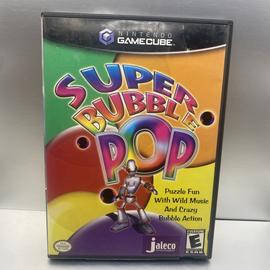 NINTENDO
GAMECUBE
SUPER
BUBBLE
POP
Puzzle Fun
With Wild Music
And Crazy
Bubble Action
jaleco
E